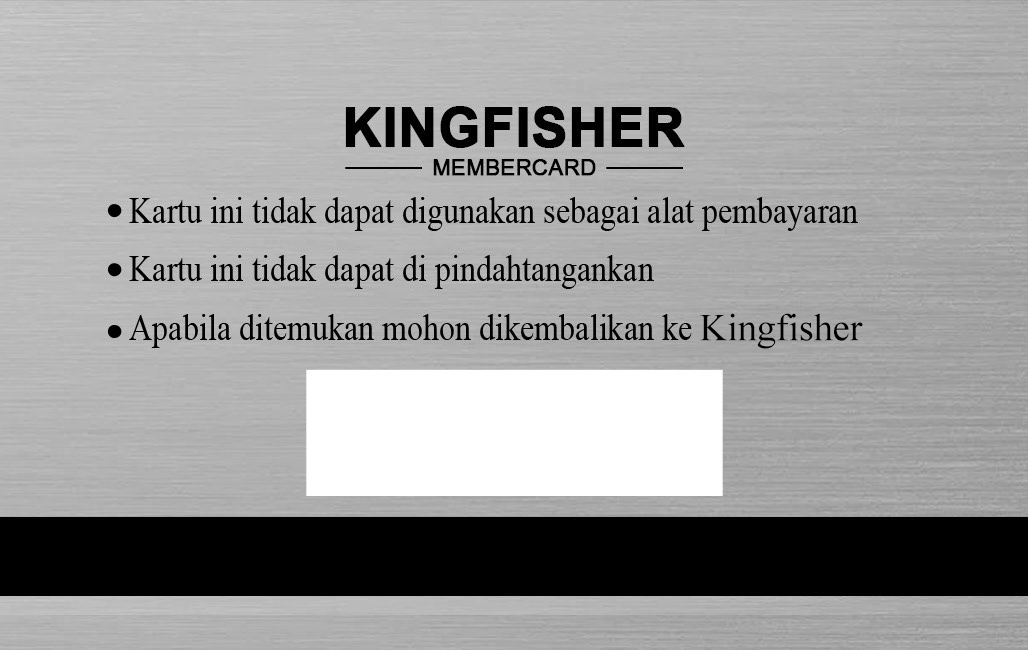 KINGFISHER
MEMBERCARD
• Kartu ini tidak dapat digunakan sebagai alat pembayaran
• Kartu ini tidak dapat di pindahtangankan
• Apabila ditemukan mohon dikembalikan ke Kingfisher